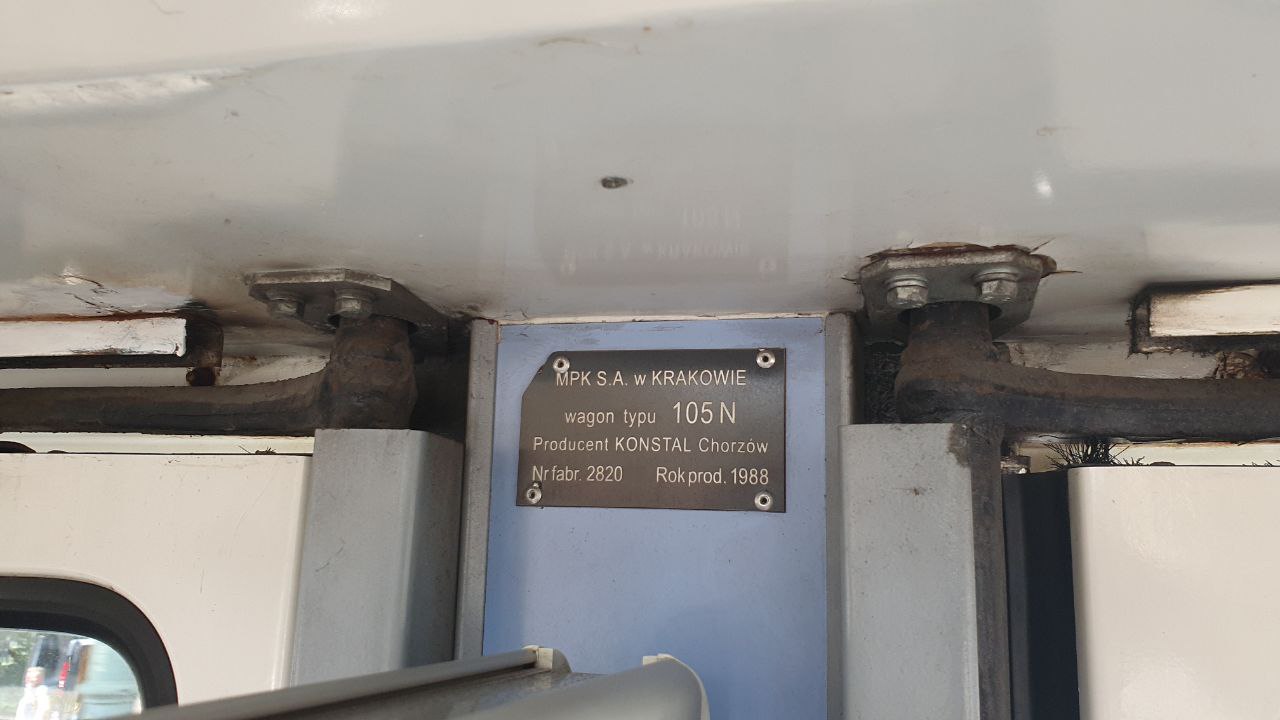 MPK S.A. w KRAKOWIE
wagon typu 105N
Producent KONSTAL Chorzów
Nr fabr. 2820 Rok prod. 1988